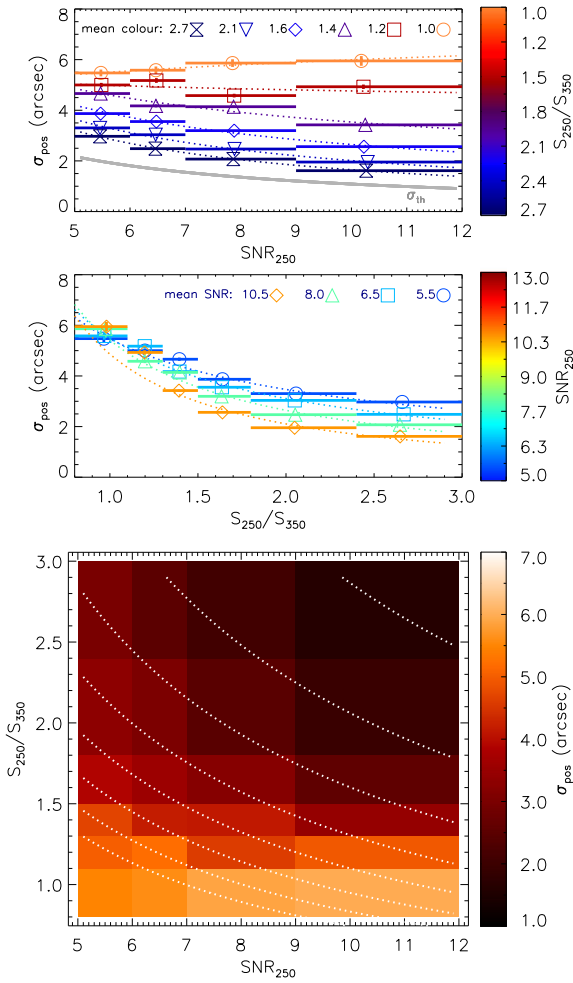 mean colour: 2.7 2.1 1.6 1.4 1.2 1.0
8
6
4
2
0
σpos (arcsec)
σth
5 6 7 8 9 10 11 12
SNR250
1.0
1.2
1.4
1.6
2.1
2.4
2.7
S250/S350
mean SNR: 10.5 8.0 6.5 5.5
8
6
4
2
0
σpos (arcsec)
1.0 1.5 2.0 2.5 3.0
S250/S350
13.0
11.3
10.3
9.2
7.7
6.3
5.0
SNR250
3.0
2.5
2.0
1.5
1.0
S250/S350
5 6 7 8 9 10 11 12
SNR250
7.0
6.0
5.0
4.0
3.0
2.0
1.0
σpos (arcsec)